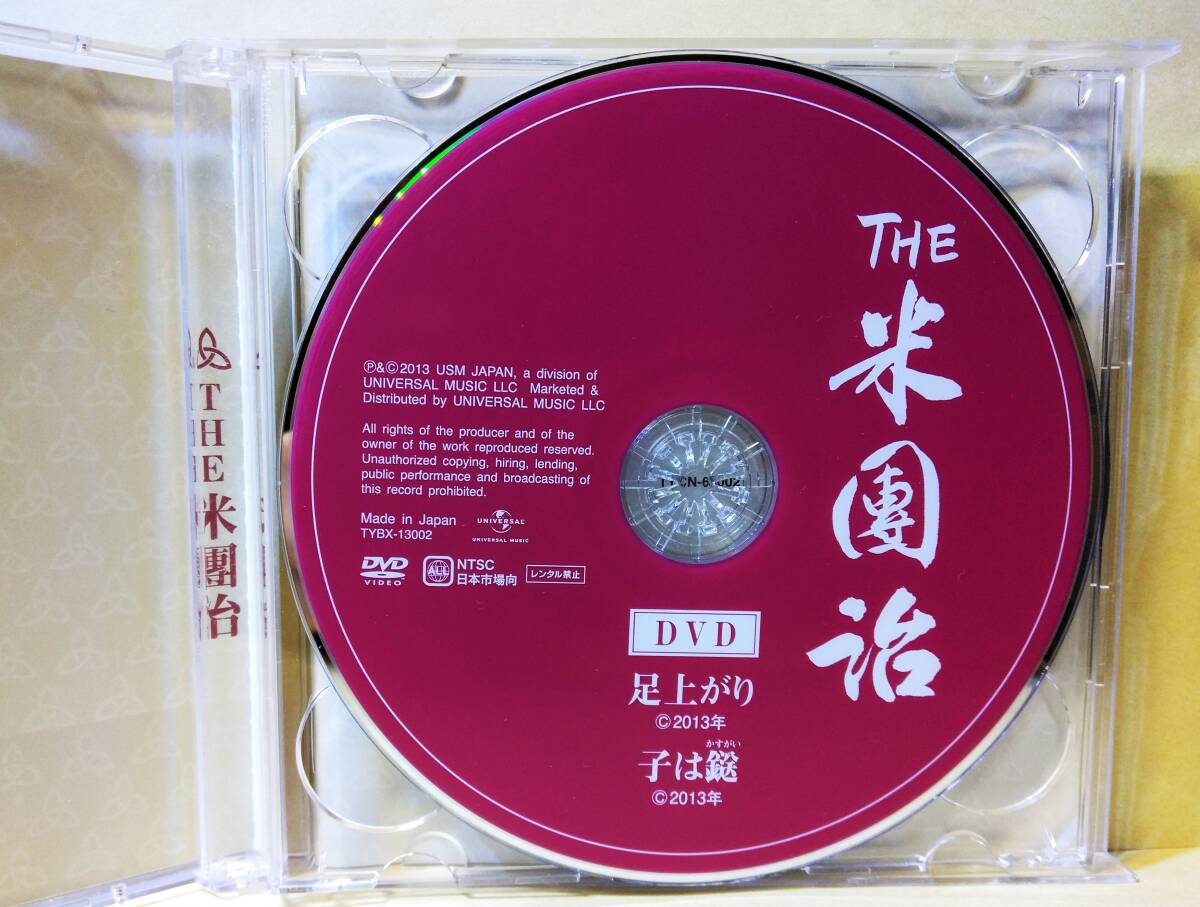 THE
米
團
治
℗&©2013 USM JAPAN, a division of
UNIVERSAL MUSIC LLC Marketed &
Distributed by UNIVERSAL MUSIC LLC
All rights of the producer and of the
owner of the work reproduced reserved.
Unauthorized copying, hiring, lending,
public performance and broadcasting of
this record prohibited.
Made in Japan
TYBX-13002
UNIVERSAL
UNIVERSAL MUSIC
DVD
VIDEO
ALL
NTSC
日本市場向
レンタル禁止
DVD
足上がり
©2013年
かすがい
子は鎹
©2013年
THE 米團治